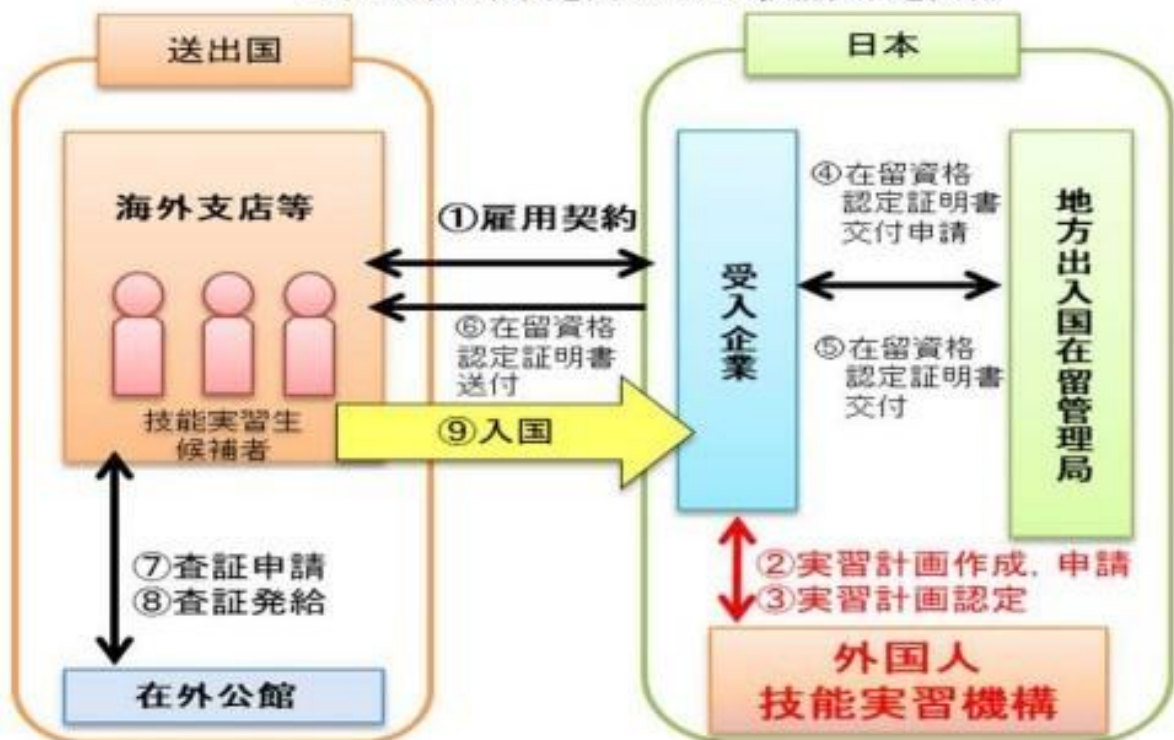 送出国
日本
海外支店等
技能実習生
候補者
①雇用契約
⑥在留資格
認定証明書
送付
⑨入国
受入企業
④在留資格
認定証明書
交付申請
⑤在留資格
認定証明書
交付
地方出入国在留管理局
⑦査証申請
⑧査証発給
在外公館
②実習計画作成, 申請
③実習計画認定
外国人
技能実習機構